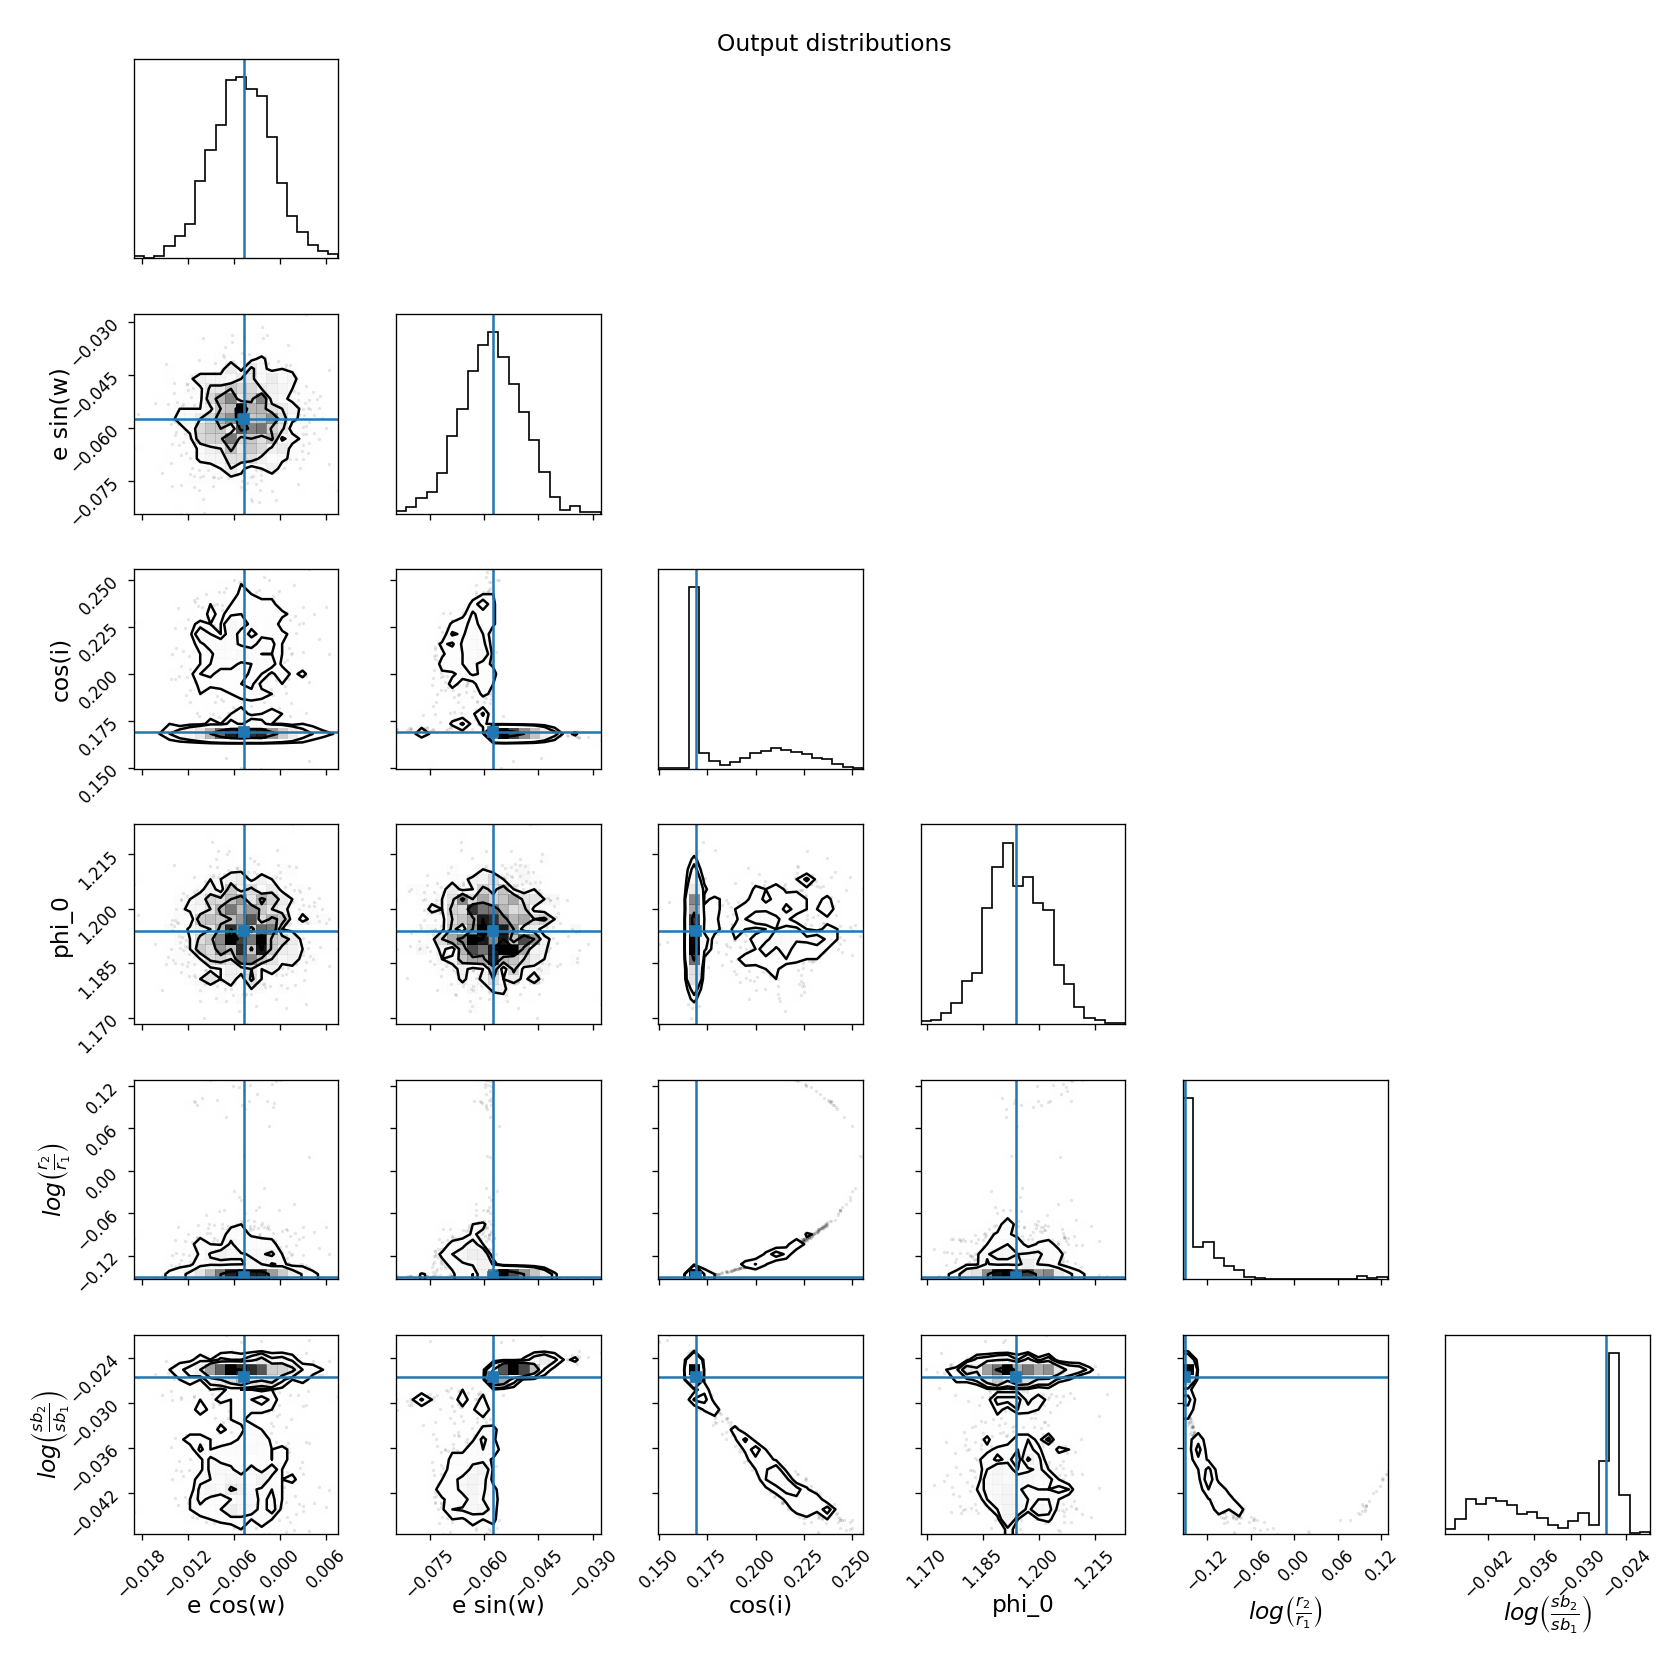 Output distributions
e sin(w)
−0.030
−0.045
−0.060
−0.075
cos(i)
0.250
0.225
0.200
0.175
0.150
phi_0
1.215
1.200
1.185
1.170
log(r₂/r₁)
0.12
0.06
0.00
−0.06
−0.12
log(sb₂/sb₁)
−0.024
−0.030
−0.036
−0.042
−0.018 −0.012 −0.006 0.000 0.006
e cos(w)
−0.075 −0.060 −0.045 −0.030
e sin(w)
0.150 0.175 0.200 0.225 0.250
cos(i)
1.170 1.185 1.200 1.215
phi_0
−0.12 −0.06 0.00 0.06 0.12
log(r₂/r₁)
−0.042 −0.036 −0.030 −0.024
log(sb₂/sb₁)